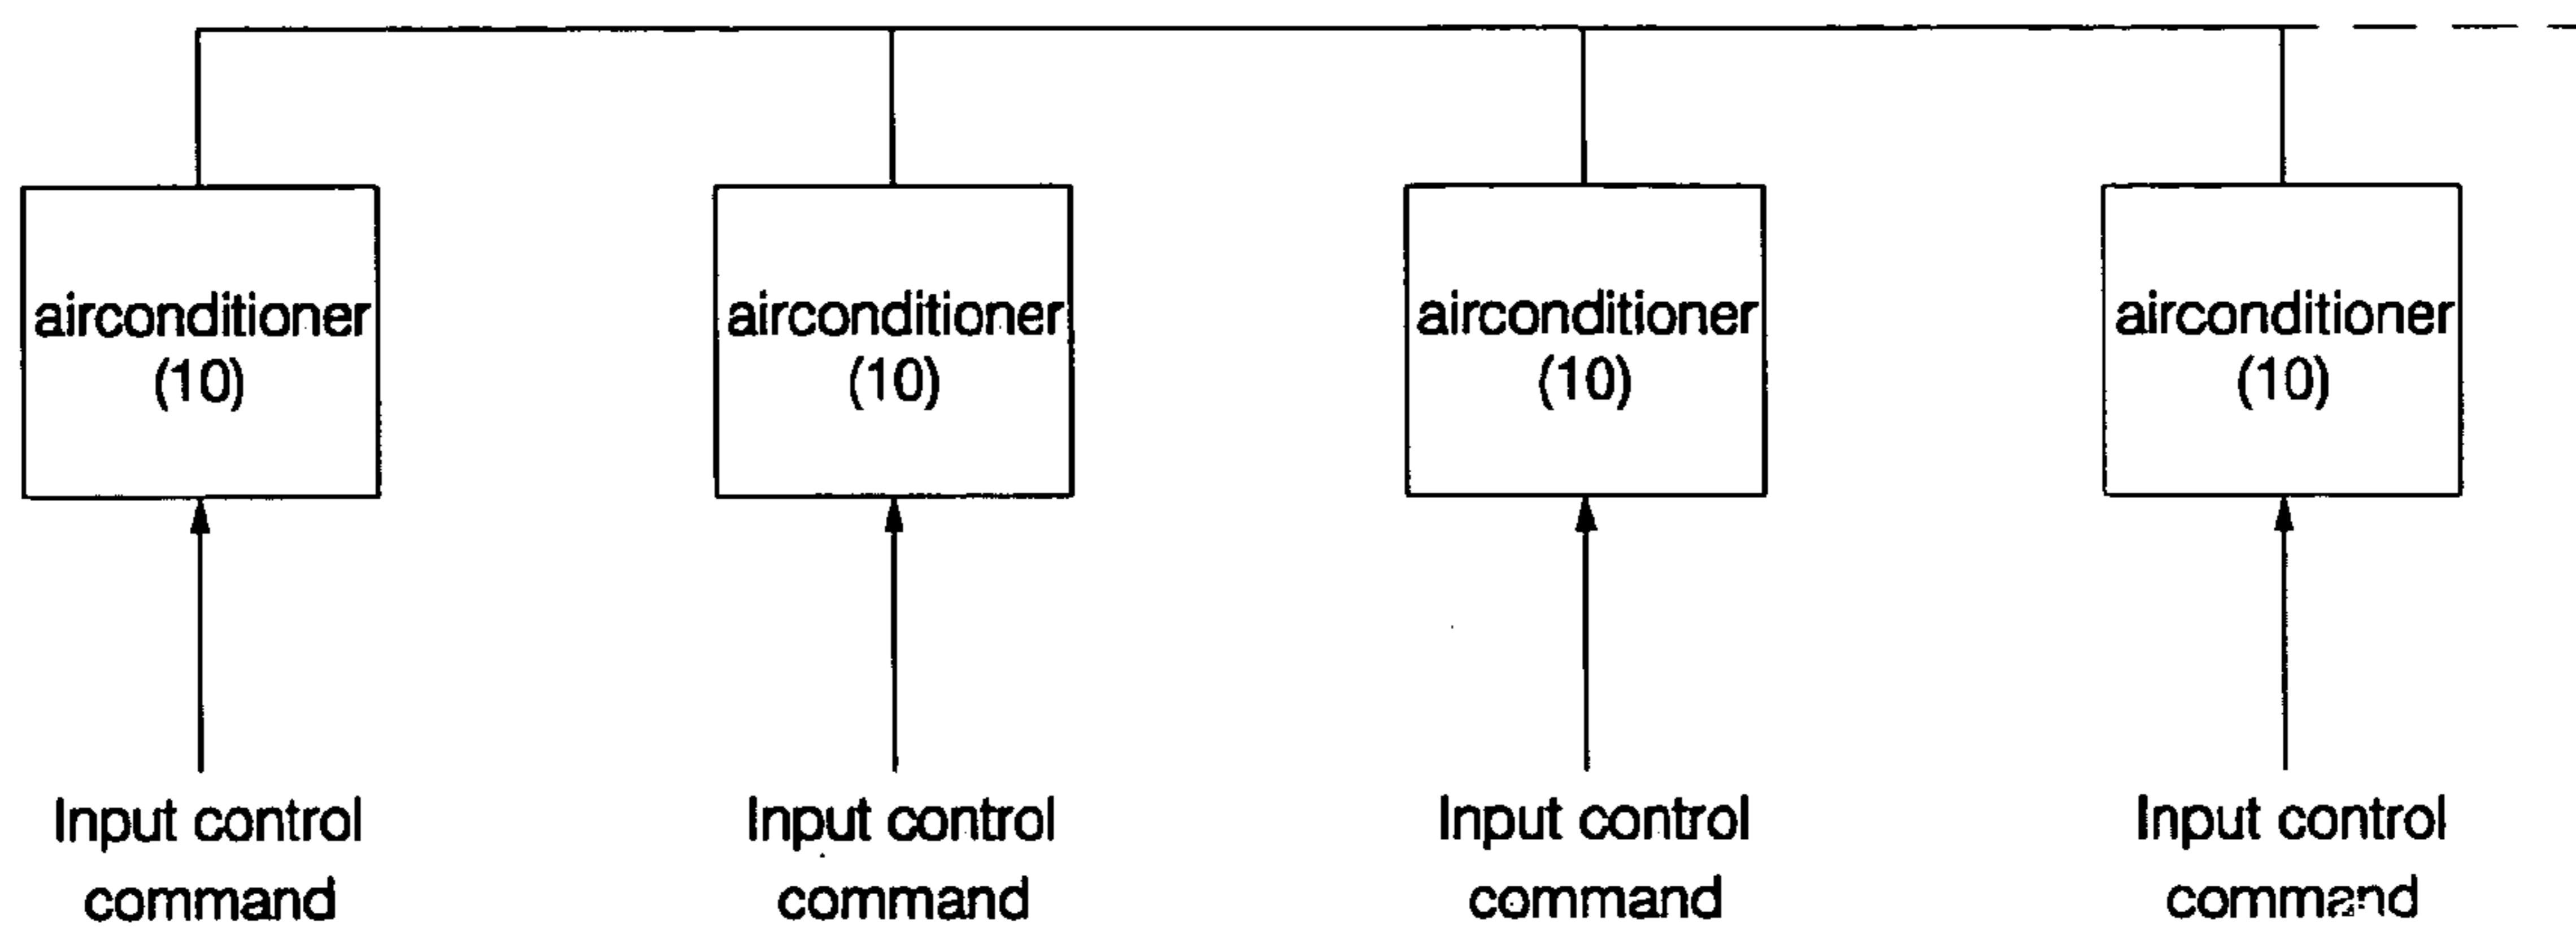 airconditioner airconditioner airconditioner airconditioner
(10) (10) (10) (10)
Input control Input control Input control Input control
command command command command